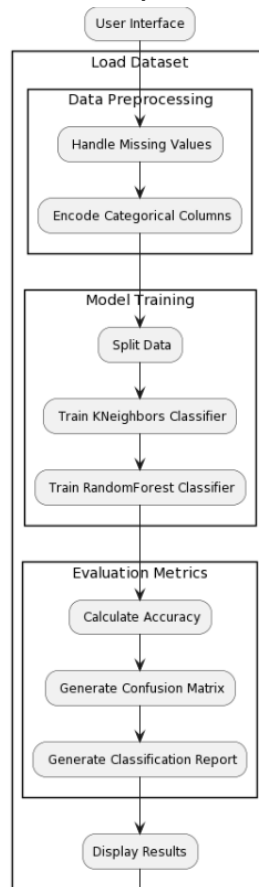 User Interface
Load Dataset
Data Preprocessing
Handle Missing Values
Encode Categorical Columns
Model Training
Split Data
Train KNeighbors Classifier
Train RandomForest Classifier
Evaluation Metrics
Calculate Accuracy
Generate Confusion Matrix
Generate Classification Report
Display Results